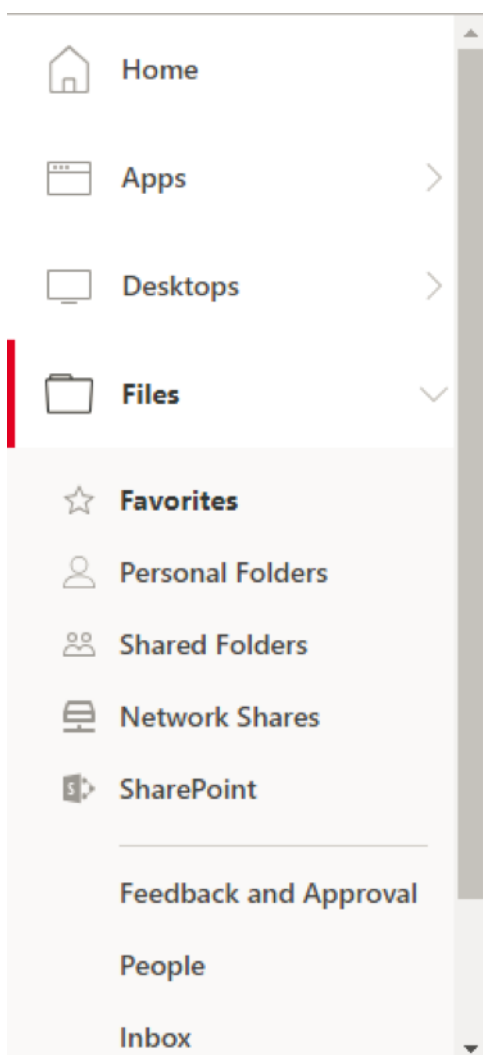 Home
Apps
Desktops
Files
Favorites
Personal Folders
Shared Folders
Network Shares
SharePoint
Feedback and Approval
People
Inbox